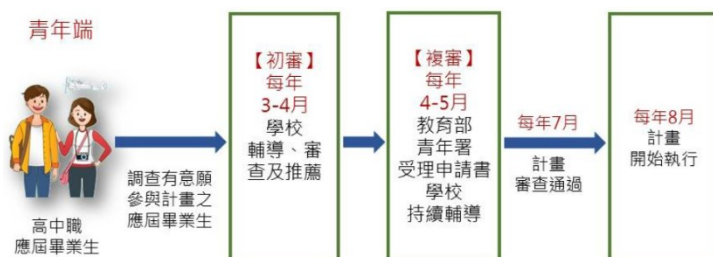 青年端
高中職
應屆畢業生
調查有意願
參與計畫之
應屆畢業生
【初審】
每年
3-4月
學校
輔導、審
查及推薦
【複審】
每年
4-5月
教育部
青年署
受理申請書
學校
持續輔導
每年7月
計畫
審查通過
每年8月
計畫
開始執行